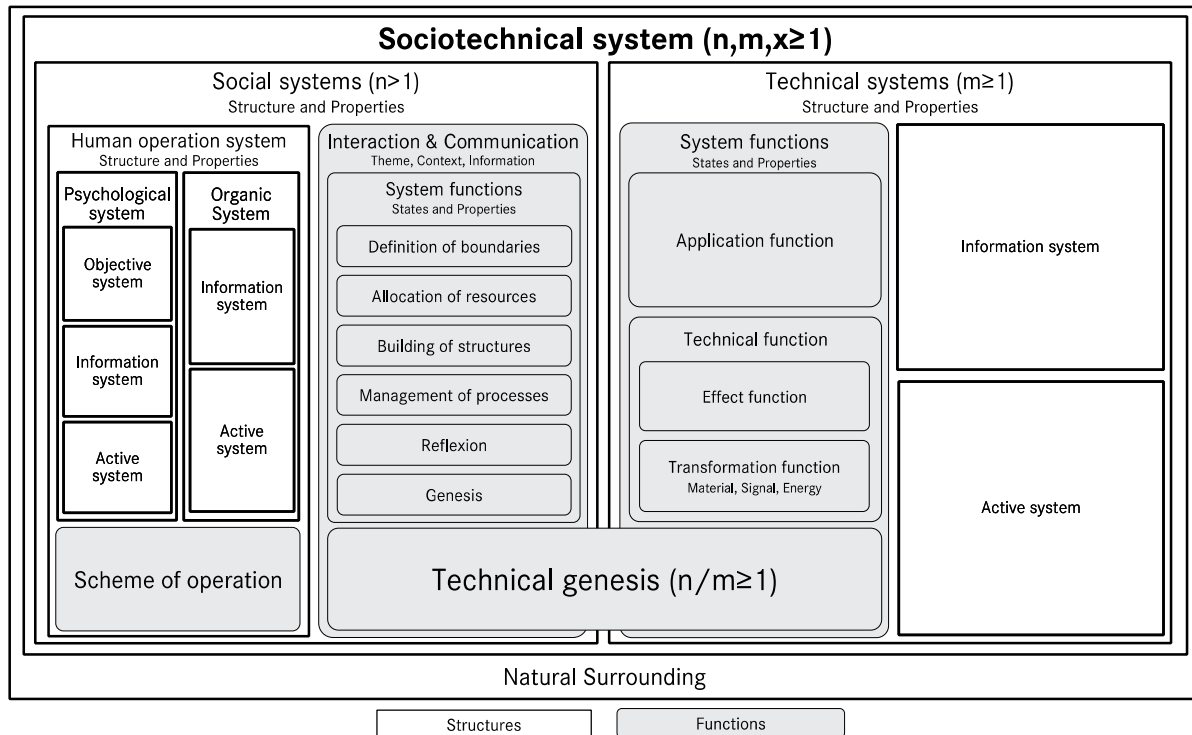 Sociotechnical system (n,m,x≥1)
Social systems (n>1)
Structure and Properties
Human operation system
Structure and Properties
Psychological
system
Objective
system
Information
system
Active
system
Organic
System
Information
system
Active
system
Scheme of operation
Interaction & Communication
Theme, Context, Information
System functions
States and Properties
Definition of boundaries
Allocation of resources
Building of structures
Management of processes
Reflexion
Genesis
Technical genesis (n/m≥1)
Technical systems (m≥1)
Structure and Properties
System functions
States and Properties
Application function
Technical function
Effect function
Transformation function
Material, Signal, Energy
Information system
Active system
Natural Surrounding
Structures
Functions